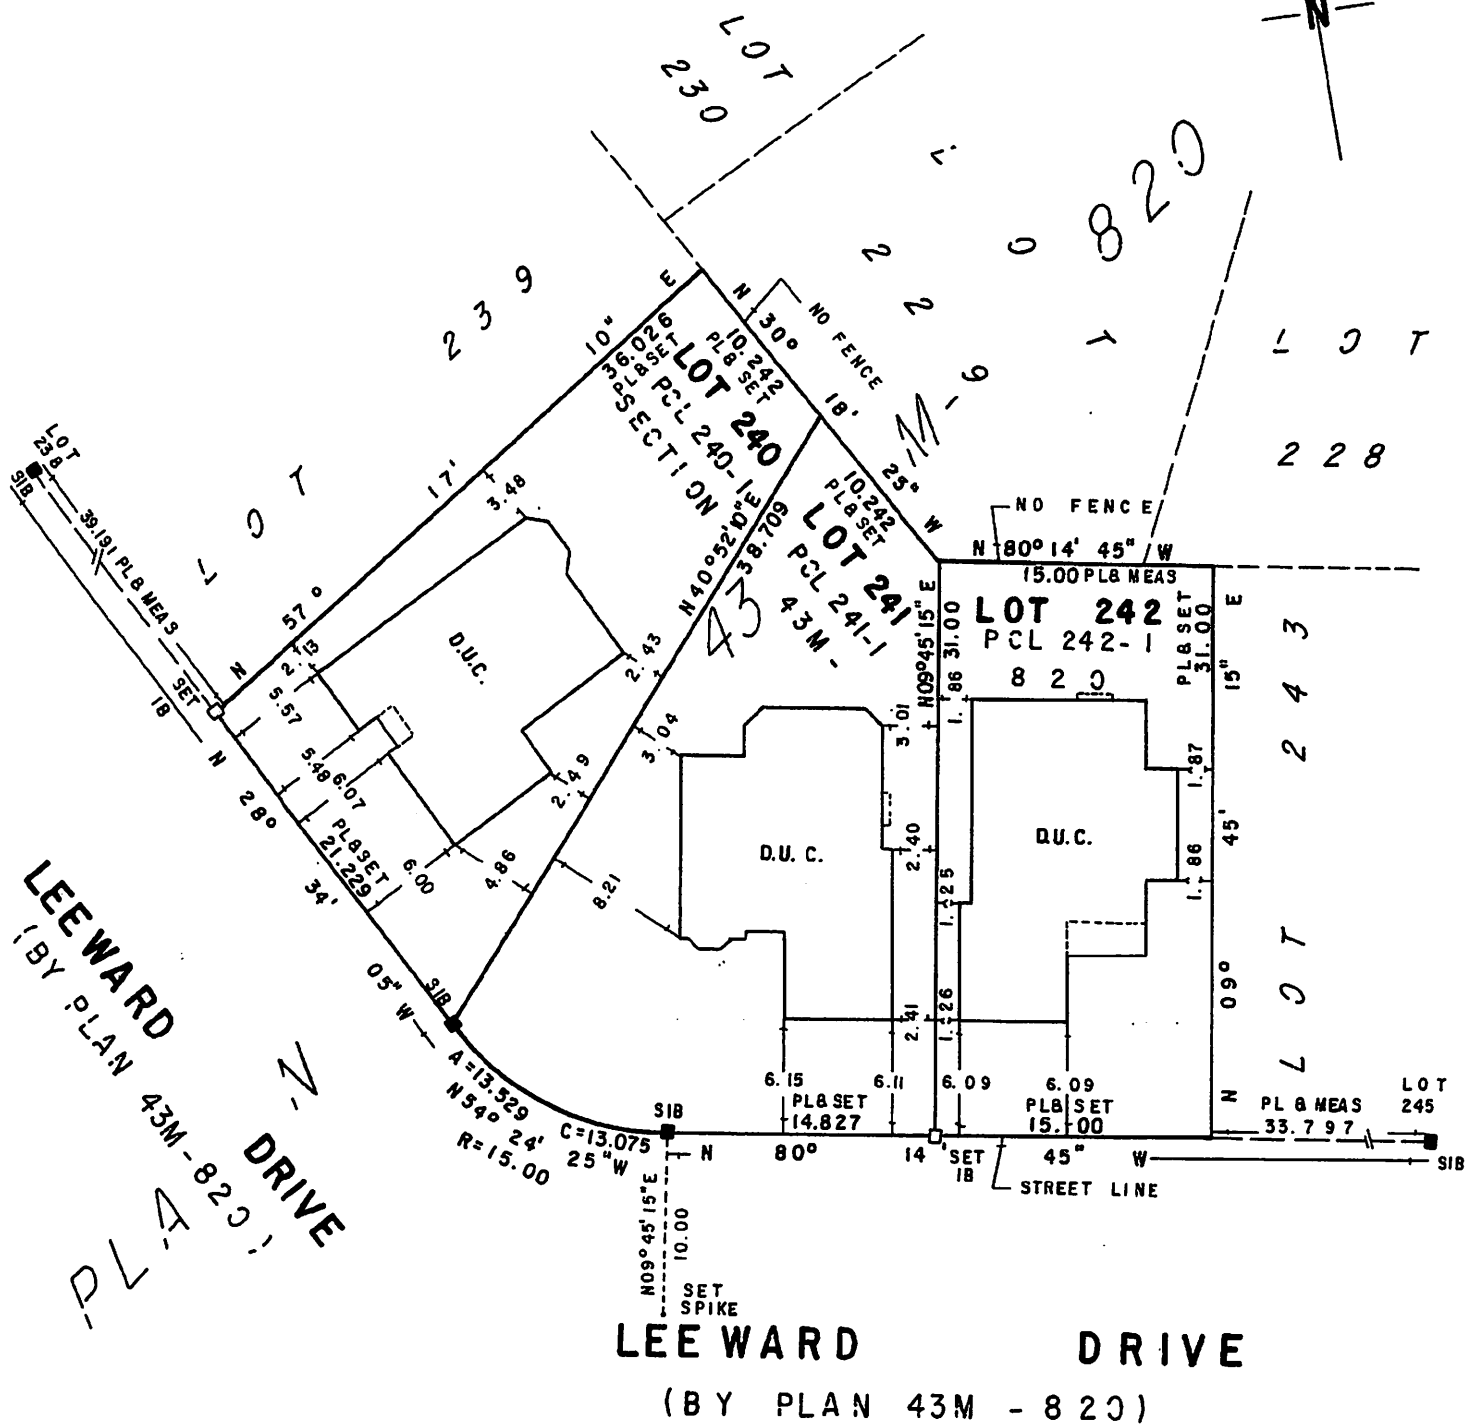 N
LOT
230
LOT
229
M-820
LOT
239
LOT
228
LOT
238
SIB
39.191 PL & MEAS
SET
IB
N 57° 17' 10" E
36.026
PL & SET
N 30° 18' 25" W
NO FENCE
10.242
PL & SET
LOT 240
PCL 240-1
SECTION
10.242
PL & SET
LOT 241
PCL 241-1
43M-
NO FENCE
N 80° 14' 45" W
15.00 PL & MEAS
LOT 242
PCL 242-1
820
N40°52'10"E
38.709
43
N09°45'15"E
31.00
PL & SET
31.00
N 09° 45' 15" E
LOT 243
3.48
2.13
5.57
5.48
6.07
D.U.C.
2.43
3.04
2.49
PL & SET
21.229
6.00
4.86
8.21
N 28° 34' 05" W
SIB
D.U.C.
3.01
2.40
2.41
1.86
1.25
1.26
D.U.C.
1.87
1.86
6.15
6.11
6.09
6.09
PL & SET
14.827
PL & SET
15.00
PL & MEAS
33.797
LOT
245
SIB
A=13.529
N54° 24' 25" W
C=13.075
R=15.00
SIB
N 80° 14' 45" W
SET
IB
STREET LINE
N09°45'15"E
10.00
SET
SPIKE
LEEWARD DRIVE
(BY PLAN 43M-820)
PLAN
LEEWARD DRIVE
(BY PLAN 43M - 820)